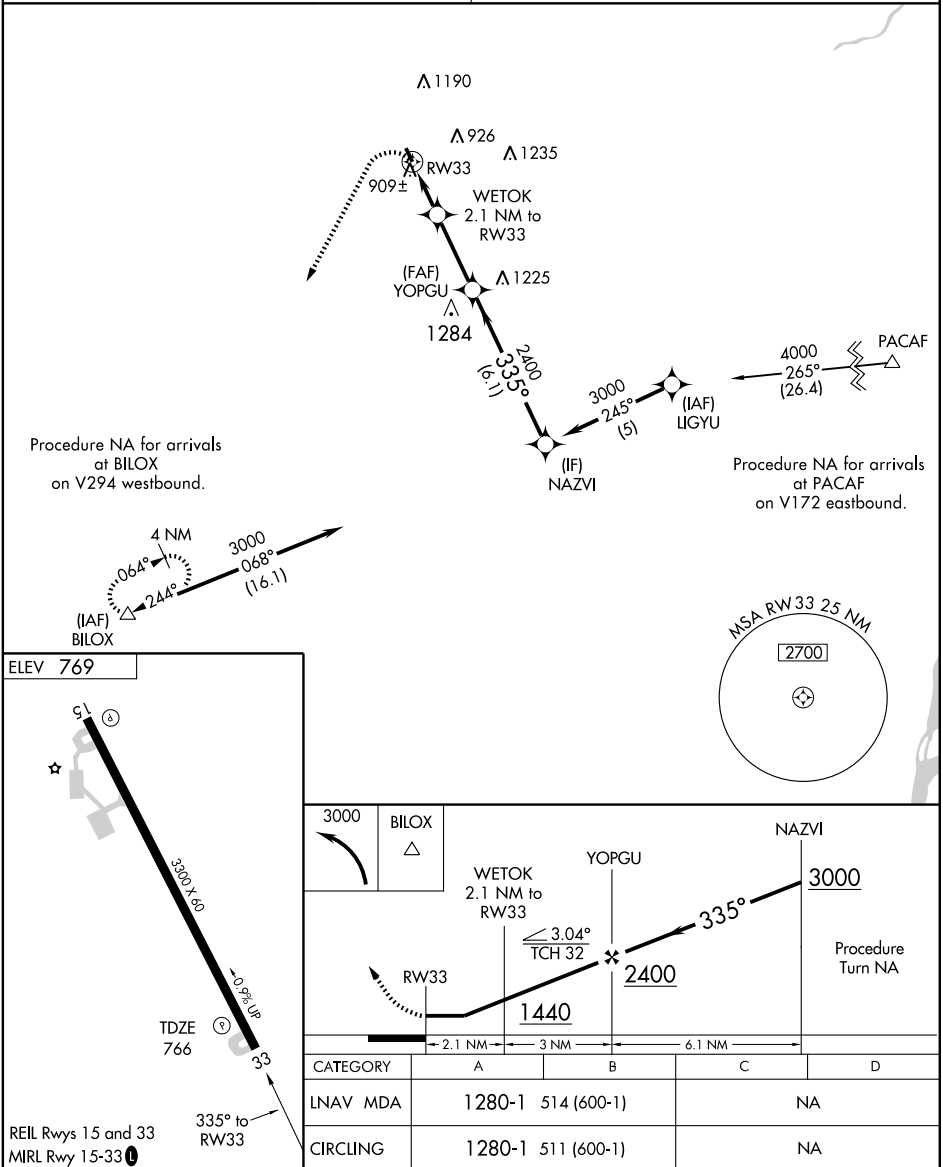 1190
926
1235
RW33
909±
WETOK
2.1 NM to
RW33
(FAF)
YOPGU
1225
1284
2400
335°
(6.1)
PACAF
4000
265°
(26.4)
3000
245°
(5)
(IAF)
LIGYU
(IF)
NAZVI
Procedure NA for arrivals
at BILOX
on V294 westbound.
Procedure NA for arrivals
at PACAF
on V172 eastbound.
4 NM
064°
244°
3000
068°
(16.1)
(IAF)
BILOX
MSA RW33 25 NM
2700
ELEV 769
15
P
3300 X 60
0.9% UP
TDZE
766
P
33
335° to
RW33
REIL Rwys 15 and 33
MIRL Rwy 15-33 L
3000
BILOX
WETOK
2.1 NM to
RW33
YOPGU
NAZVI
3000
335°
3.04°
TCH 32
2400
RW33
1440
Procedure
Turn NA
2.1 NM
3 NM
6.1 NM
CATEGORY A B C D
LNAV MDA 1280-1 514 (600-1) NA
CIRCLING 1280-1 511 (600-1) NA